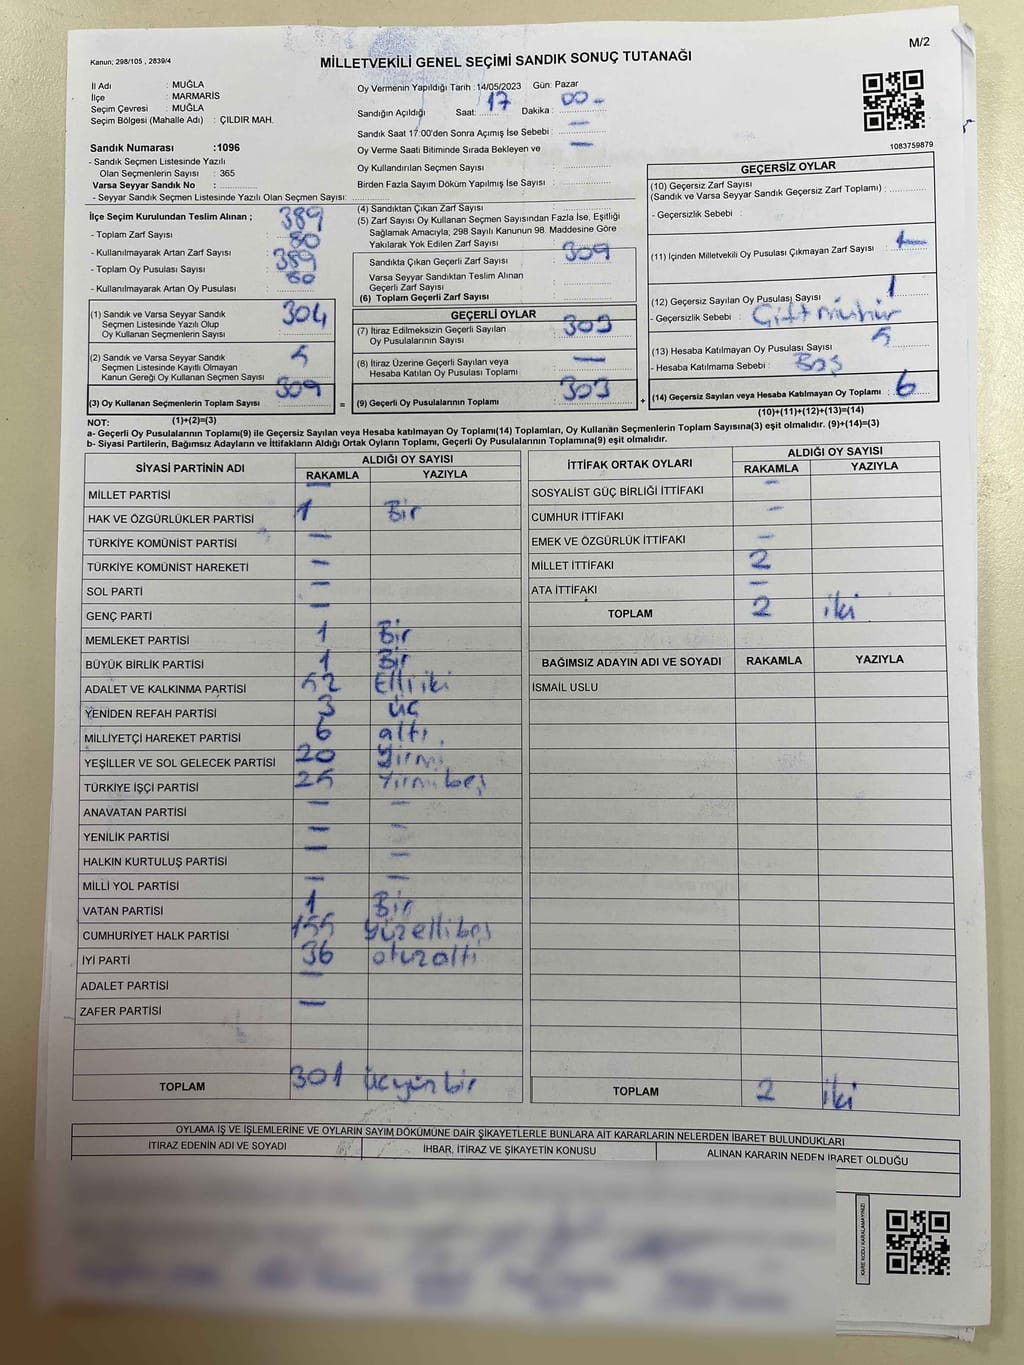 Kanun; 298/105 , 2839/4
MİLLETVEKİLİ GENEL SEÇİMİ SANDIK SONUÇ TUTANAĞI
M/2
İl Adı : MUĞLA
İlçe : MARMARİS
Seçim Çevresi : MUĞLA
Seçim Bölgesi (Mahalle Adı) : ÇILDIR MAH.
Sandık Numarası :1096
- Sandık Seçmen Listesinde Yazılı
Olan Seçmenlerin Sayısı : 365
Varsa Seyyar Sandık No :
- Seyyar Sandık Seçmen Listesinde Yazılı Olan Seçmen Sayısı:
Oy Vermenin Yapıldığı Tarih :14/05/2023 Gün: Pazar
Sandığın Açıldığı Saat: 17 Dakika : 00
Sandık Saat 17:00'den Sonra Açımış İse Sebebi : —
Oy Verme Saati Bitiminde Sırada Bekleyen ve —
Oy Kullandırılan Seçmen Sayısı :
Birden Fazla Sayım Döküm Yapılmış İse Sayısı :
1083759879
İlçe Seçim Kurulundan Teslim Alınan ;
- Toplam Zarf Sayısı : 389
- Kullanılmayarak Artan Zarf Sayısı : 80
- Toplam Oy Pusulası Sayısı : 389
- Kullanılmayarak Artan Oy Pusulası : 80
(1) Sandık ve Varsa Seyyar Sandık
Seçmen Listesinde Yazılı Olup
Oy Kullanan Seçmenlerin Sayısı : 304
(2) Sandık ve Varsa Seyyar Sandık
Seçmen Listesinde Kayıtlı Olmayan
Kanun Gereği Oy Kullanan Seçmen Sayısı : 5
(3) Oy Kullanan Seçmenlerin Toplam Sayısı : 309
(1)+(2)=(3)
(4) Sandıktan Çıkan Zarf Sayısı :
(5) Zarf Sayısı Oy Kullanan Seçmen Sayısından Fazla İse, Eşitliği
Sağlamak Amacıyla; 298 Sayılı Kanunun 98. Maddesine Göre
Yakılarak Yok Edilen Zarf Sayısı :
Sandıkta Çıkan Geçerli Zarf Sayısı : 309
Varsa Seyyar Sandıktan Teslim Alınan
Geçerli Zarf Sayısı :
(6) Toplam Geçerli Zarf Sayısı :
GEÇERLİ OYLAR
(7) İtiraz Edilmeksizin Geçerli Sayılan
Oy Pusulalarının Sayısı : 303
(8) İtiraz Üzerine Geçerli Sayılan veya
Hesaba Katılan Oy Pusulası Toplamı : —
= (9) Geçerli Oy Pusulalarının Toplamı : 303 +
GEÇERSİZ OYLAR
(10) Geçersiz Zarf Sayısı
(Sandık ve Varsa Seyyar Sandık Geçersiz Zarf Toplamı) :
- Geçersizlik Sebebi :
(11) İçinden Milletvekili Oy Pusulası Çıkmayan Zarf Sayısı :
(12) Geçersiz Sayılan Oy Pusulası Sayısı : 1
- Geçersizlik Sebebi : Çift mühür
(13) Hesaba Katılmayan Oy Pusulası Sayısı : 5
- Hesaba Katılmama Sebebi : Boş
(14) Geçersiz Sayılan veya Hesaba Katılmayan Oy Toplamı : 6
(10)+(11)+(12)+(13)=(14)
NOT:
a- Geçerli Oy Pusulalarının Toplamı(9) ile Geçersiz Sayılan veya Hesaba katılmayan Oy Toplamı(14) Toplamları, Oy Kullanan Seçmenlerin Toplam Sayısına(3) eşit olmalıdır. (9)+(14)=(3)
b- Siyasi Partilerin, Bağımsız Adayların ve İttifakların Aldığı Ortak Oyların Toplamı, Geçerli Oy Pusulalarının Toplamına(9) eşit olmalıdır.
SİYASİ PARTİNİN ADI ALDIĞI OY SAYISI
RAKAMLA YAZIYLA
MİLLET PARTİSİ —
HAK VE ÖZGÜRLÜKLER PARTİSİ 1 Bir
TÜRKİYE KOMÜNİST PARTİSİ —
TÜRKİYE KOMÜNİST HAREKETİ —
SOL PARTİ —
GENÇ PARTİ —
MEMLEKET PARTİSİ 1 Bir
BÜYÜK BİRLİK PARTİSİ 1 Bir
ADALET VE KALKINMA PARTİSİ 52 Elli iki
YENİDEN REFAH PARTİSİ 3 üç
MİLLİYETÇİ HAREKET PARTİSİ 6 altı
YEŞİLLER VE SOL GELECEK PARTİSİ 20 Yirmi
TÜRKİYE İŞÇİ PARTİSİ 25 Yirmi beş
ANAVATAN PARTİSİ — —
YENİLİK PARTİSİ — —
HALKIN KURTULUŞ PARTİSİ — —
MİLLİ YOL PARTİSİ — —
VATAN PARTİSİ 1 Bir
CUMHURİYET HALK PARTİSİ 155 yüzellibeş
İYİ PARTİ 36 otuzaltı
ADALET PARTİSİ —
ZAFER PARTİSİ —
TOPLAM 301 üçyüz bir
İTTİFAK ORTAK OYLARI ALDIĞI OY SAYISI
RAKAMLA YAZIYLA
SOSYALİST GÜÇ BİRLİĞİ İTTİFAKI —
CUMHUR İTTİFAKI —
EMEK VE ÖZGÜRLÜK İTTİFAKI —
MİLLET İTTİFAKI 2
ATA İTTİFAKI —
TOPLAM 2 iki
BAĞIMSIZ ADAYIN ADI VE SOYADI RAKAMLA YAZIYLA
İSMAİL USLU
TOPLAM 2 iki
OYLAMA İŞ VE İŞLEMLERİNE VE OYLARIN SAYIM DÖKÜMÜNE DAİR ŞİKAYETLERLE BUNLARA AİT KARARLARIN NELERDEN İBARET BULUNDUKLARI
İTİRAZ EDENİN ADI VE SOYADI İHBAR, İTİRAZ VE ŞİKAYETİN KONUSU ALINAN KARARIN NEDEN İBARET OLDUĞU
KARE KODU KARALAMAYINIZ!